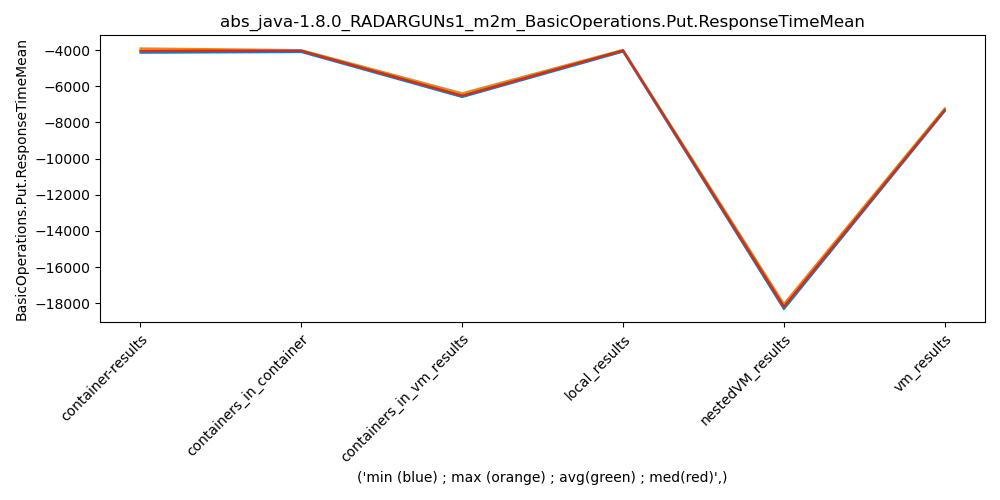 abs_java-1.8.0_RADARGUNs1_m2m_BasicOperations.Put.ResponseTimeMean
BasicOperations.Put.ResponseTimeMean
−4000
−6000
−8000
−10000
−12000
−14000
−16000
−18000
container-results
containers_in_container
containers_in_vm_results
local_results
nestedVM_results
vm_results
('min (blue) ; max (orange) ; avg(green) ; med(red)',)